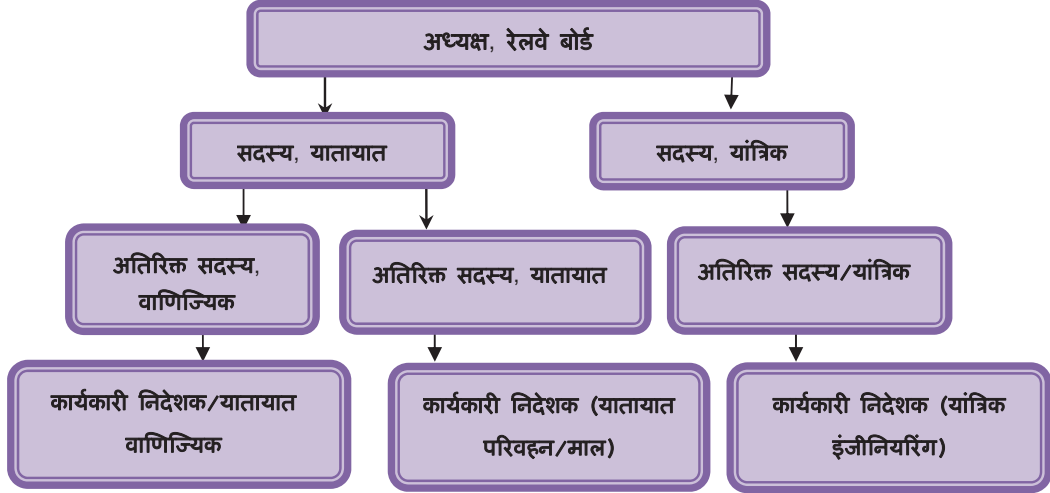 अध्यक्ष, रेलवे बोर्ड
सदस्य, यातायात
सदस्य, यांत्रिक
अतिरिक्त सदस्य,
वाणिज्यिक
अतिरिक्त सदस्य, यातायात
अतिरिक्त सदस्य/यांत्रिक
कार्यकारी निदेशक/यातायात
वाणिज्यिक
कार्यकारी निदेशक (यातायात
परिवहन/माल)
कार्यकारी निदेशक (यांत्रिक
इंजीनियरिंग)